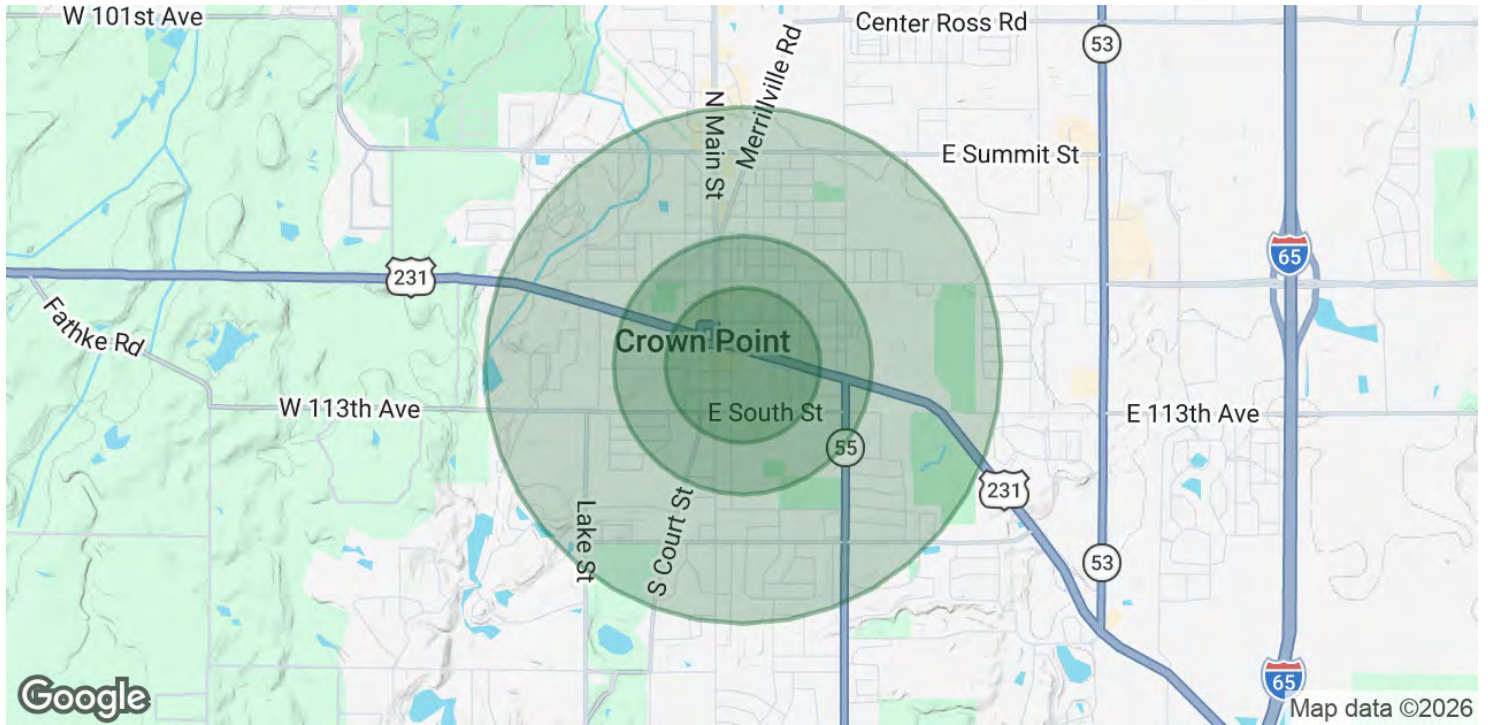 W 101st Ave
Center Ross Rd
53
Merrillville Rd
N Main St
E Summit St
65
231
Fathke Rd
Crown Point
W 113th Ave
E South St
E 113th Ave
55
231
Lake St
S Court St
53
65
Google
Map data ©2026